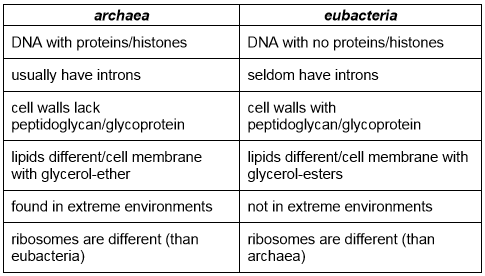 archaea eubacteria
DNA with proteins/histones DNA with no proteins/histones
usually have introns seldom have introns
cell walls lack cell walls with
peptidoglycan/glycoprotein peptidoglycan/glycoprotein
lipids different/cell membrane lipids different/cell membrane with
with glycerol-ether glycerol-esters
found in extreme environments not in extreme environments
ribosomes are different (than ribosomes are different (than
eubacteria) archaea)